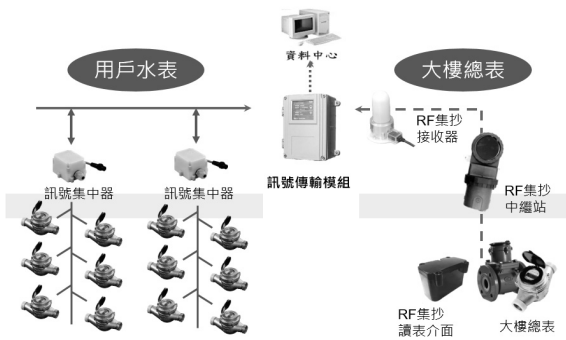 資料中心
用戶水表
大樓總表
RF集抄
接收器
訊號傳輸模組
訊號集中器
訊號集中器
RF集抄
中繼站
RF集抄
讀表介面
大樓總表